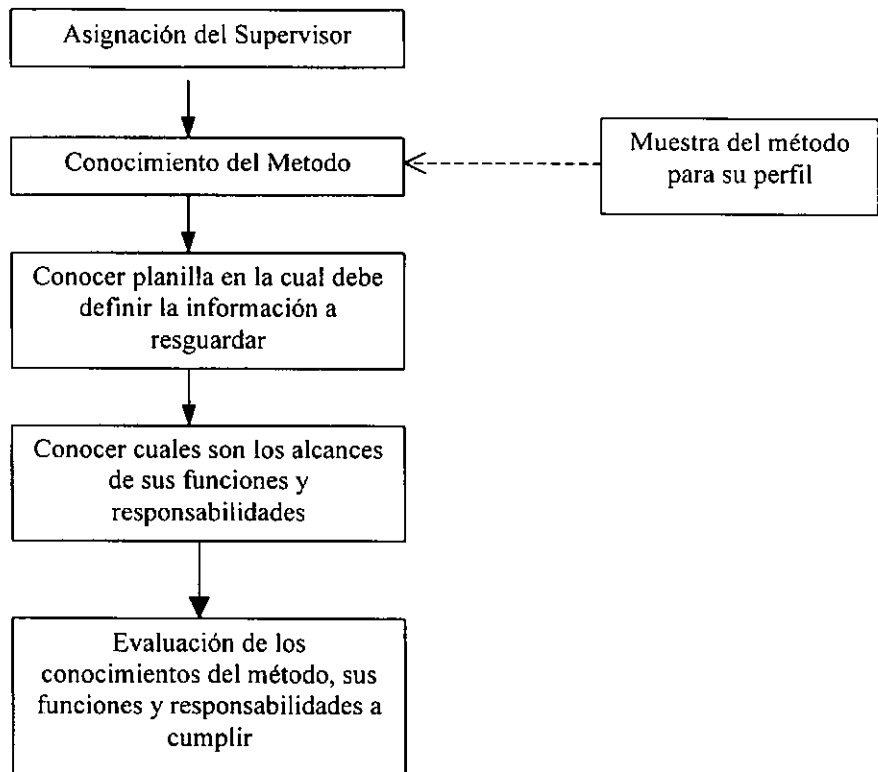 Asignación del Supervisor
Conocimiento del Metodo
Muestra del método
para su perfil
Conocer planilla en la cual debe
definir la información a
resguardar
Conocer cuales son los alcances
de sus funciones y
responsabilidades
Evaluación de los
conocimientos del método, sus
funciones y responsabilidades a
cumplir